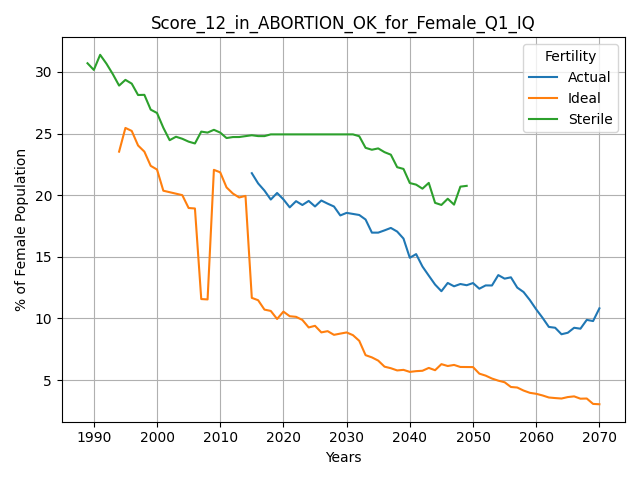 Score_12_in_ABORTION_OK_for_Female_Q1_IQ
Fertility
Actual
Ideal
Sterile
% of Female Population
30
25
20
15
10
5
1990 2000 2010 2020 2030 2040 2050 2060 2070
Years